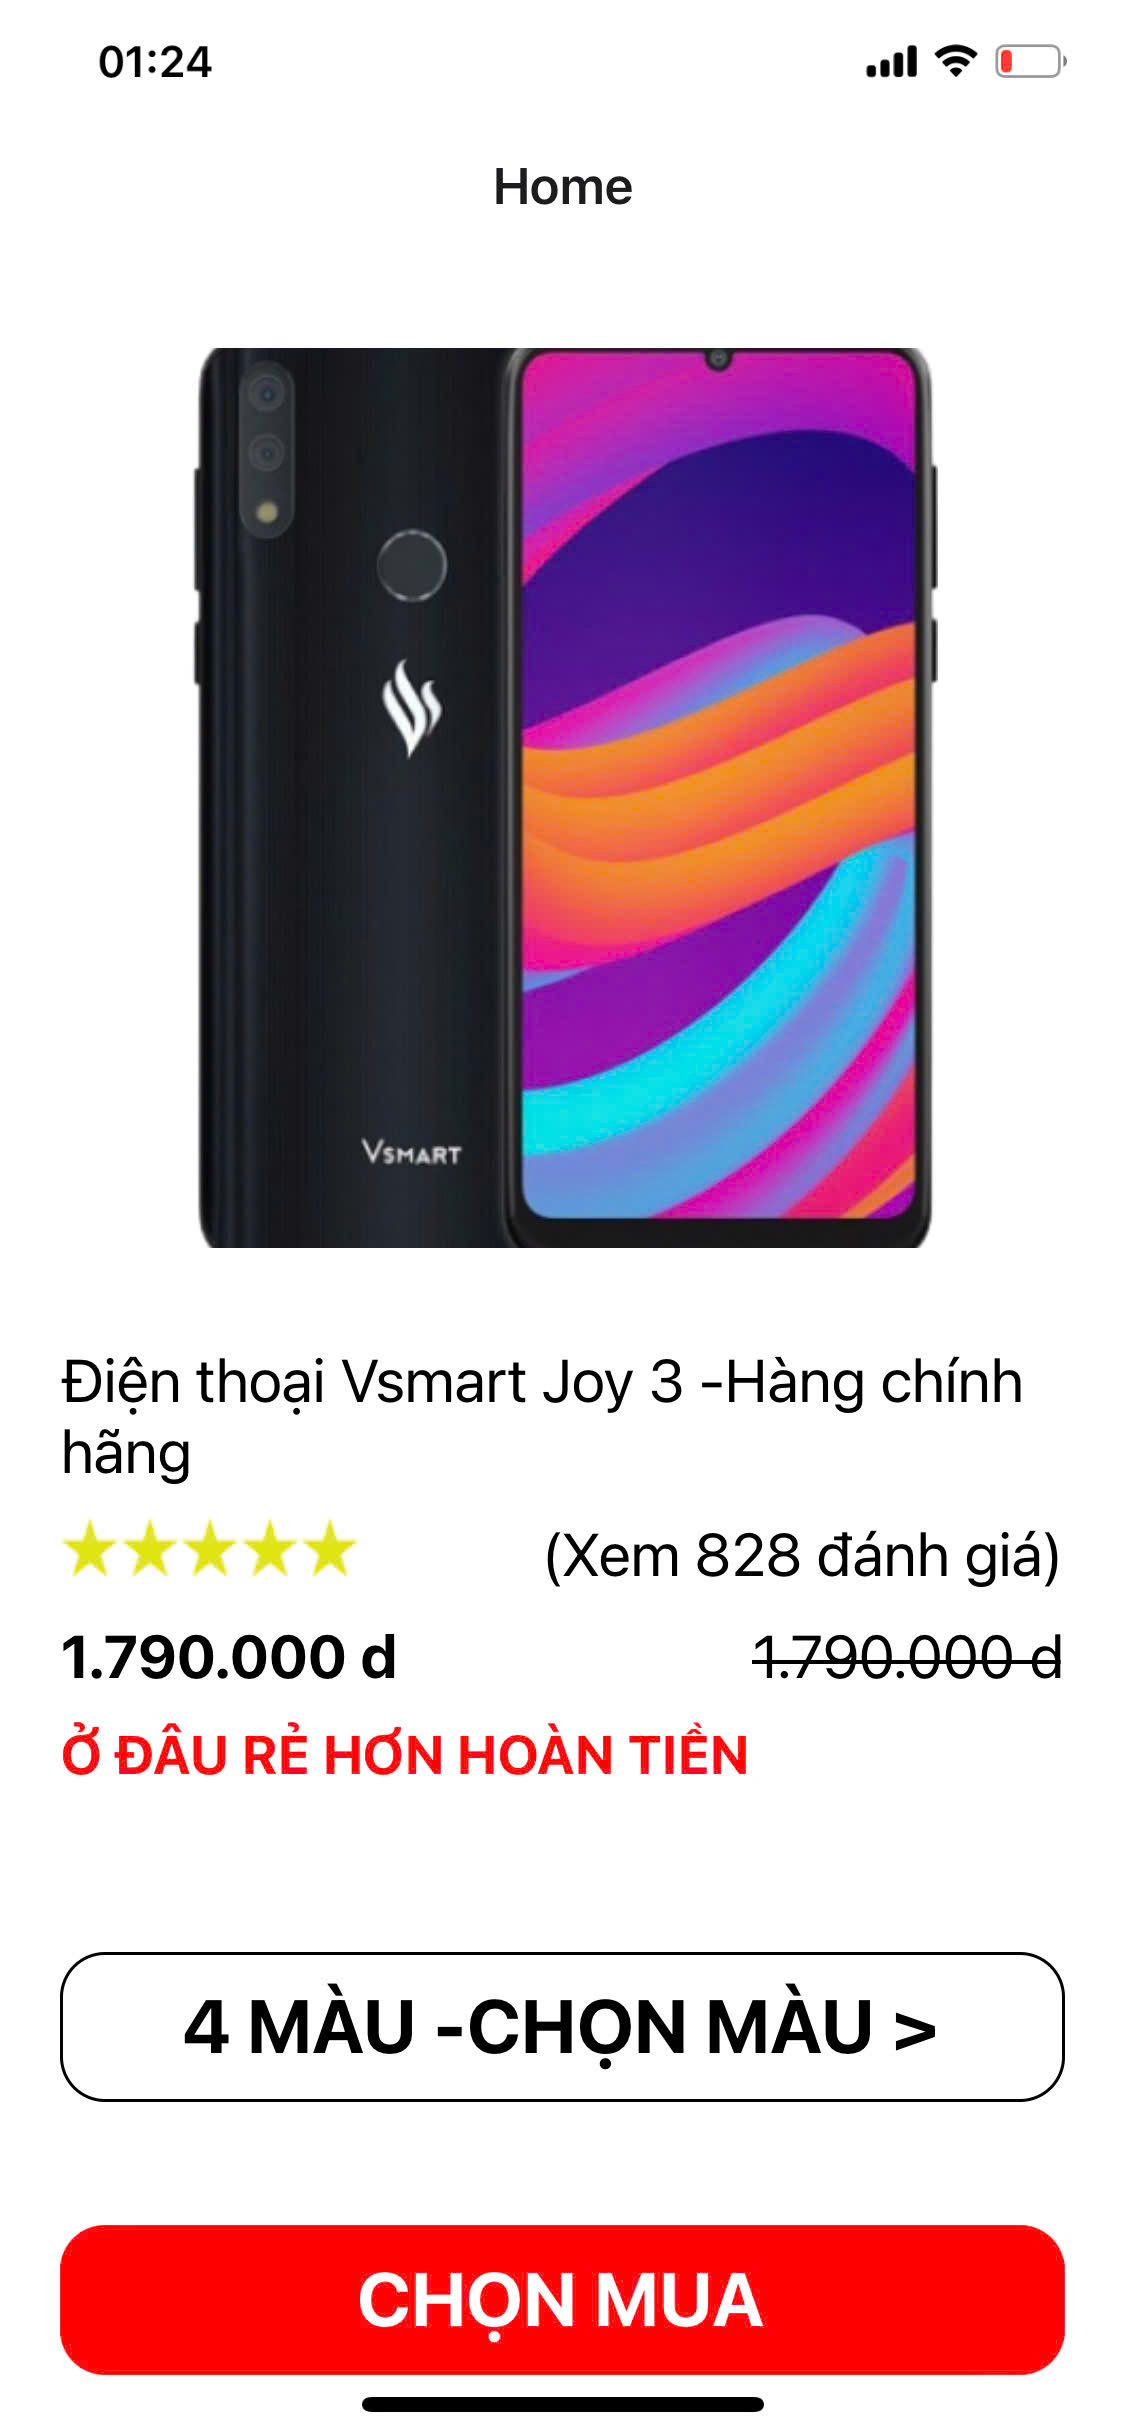 01:24
Home
VSMART
Điện thoại Vsmart Joy 3 -Hàng chính
hãng
(Xem 828 đánh giá)
1.790.000 d
1.790.000 d
Ở ĐÂU RẺ HƠN HOÀN TIỀN
4 MÀU -CHỌN MÀU >
CHỌN MUA